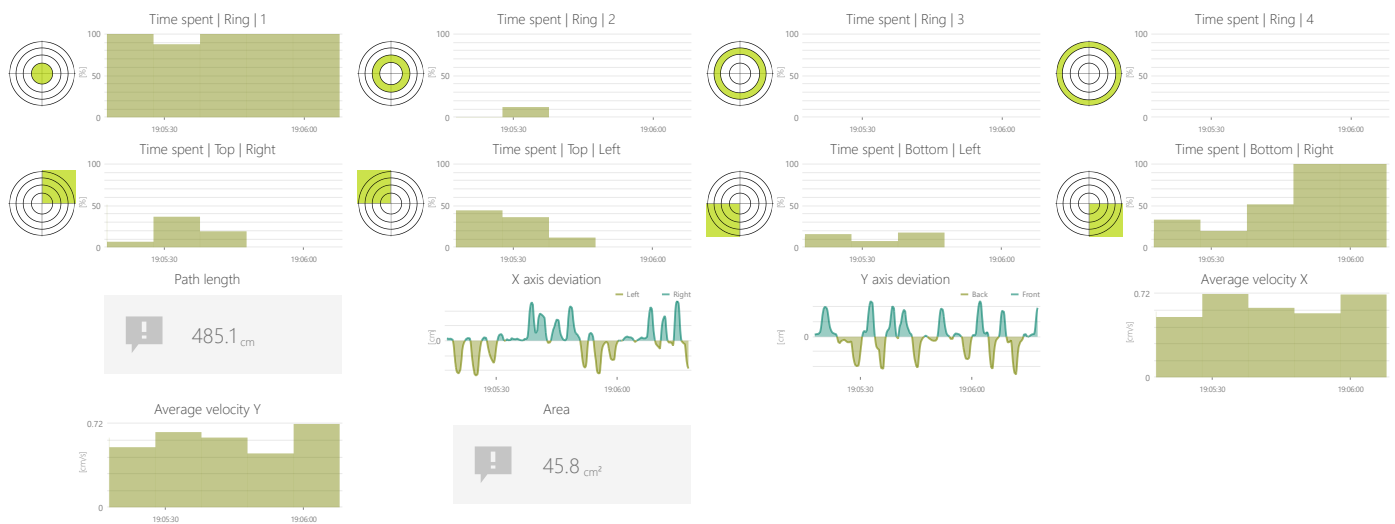 Time spent | Ring | 1
Time spent | Ring | 2
Time spent | Ring | 3
Time spent | Ring | 4
100
50
0
[%]
19:05:30
19:06:00
100
50
0
[%]
19:05:30
19:06:00
100
50
0
[%]
19:05:30
19:06:00
100
50
0
[%]
19:05:30
19:06:00
Time spent | Top | Right
Time spent | Top | Left
Time spent | Bottom | Left
Time spent | Bottom | Right
100
50
0
[%]
19:05:30
19:06:00
100
50
0
[%]
19:05:30
19:06:00
100
50
0
[%]
19:05:30
19:06:00
100
50
0
[%]
19:05:30
19:06:00
Path length
485.1 cm
X axis deviation
Left Right
[cm]
0
19:05:30
19:06:00
Y axis deviation
Back Front
[cm]
0
19:05:30
19:06:00
Average velocity X
0.72
[cm/s]
0
19:05:30
19:06:00
Average velocity Y
0.72
[cm/s]
0
19:05:30
19:06:00
Area
45.8 cm²